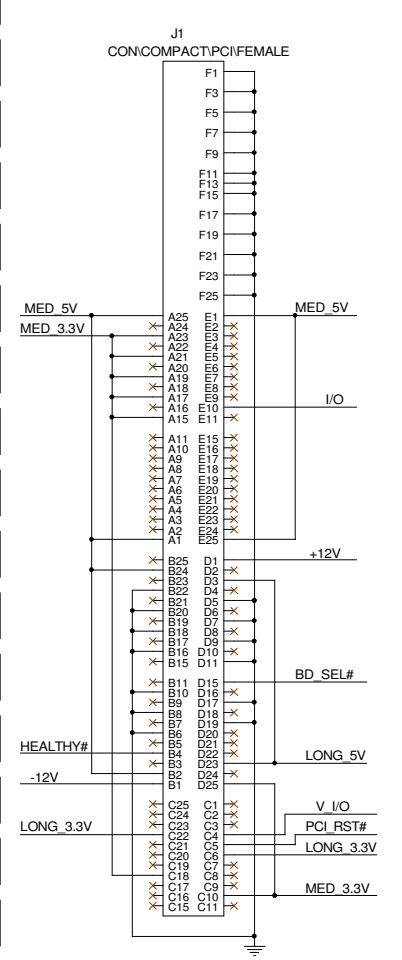 J1
CON\COMPACT\PCI\FEMALE
F1
F3
F5
F7
F9
F11
F13
F15
F17
F19
F21
F23
F25
MED_5V A25 E1 MED_5V
A24 E2
MED_3.3V A23 E3
A22 E4
A21 E5
A20 E6
A19 E7
A18 E8
A17 E9
A16 E10 I/O
A15 E11
A11 E15
A10 E16
A9 E17
A8 E18
A7 E19
A6 E20
A5 E21
A4 E22
A3 E23
A2 E24
A1 E25
B25 D1 +12V
B24 D2
B23 D3
B22 D4
B21 D5
B20 D6
B19 D7
B18 D8
B17 D9
B16 D10
B15 D11
B11 D15 BD_SEL#
B10 D16
B9 D17
B8 D18
B7 D19
B6 D20
B5 D21
HEALTHY# B4 D22
B3 D23 LONG_5V
B2 D24
-12V B1 D25
C25 C1
C24 C2
C23 C3
LONG_3.3V C22 C4 V_I/O
C21 C5 PCI_RST#
C20 C6 LONG_3.3V
C19 C7
C18 C8
C17 C9
C16 C10 MED_3.3V
C15 C11